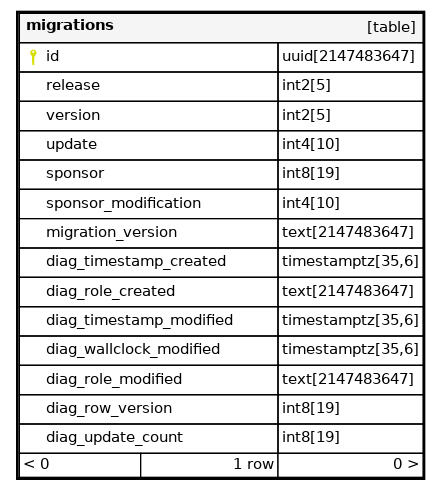 migrations [table]
id uuid[2147483647]
release int2[5]
version int2[5]
update int4[10]
sponsor int8[19]
sponsor_modification int4[10]
migration_version text[2147483647]
diag_timestamp_created timestamptz[35,6]
diag_role_created text[2147483647]
diag_timestamp_modified timestamptz[35,6]
diag_wallclock_modified timestamptz[35,6]
diag_role_modified text[2147483647]
diag_row_version int8[19]
diag_update_count int8[19]
< 0 1 row 0 >